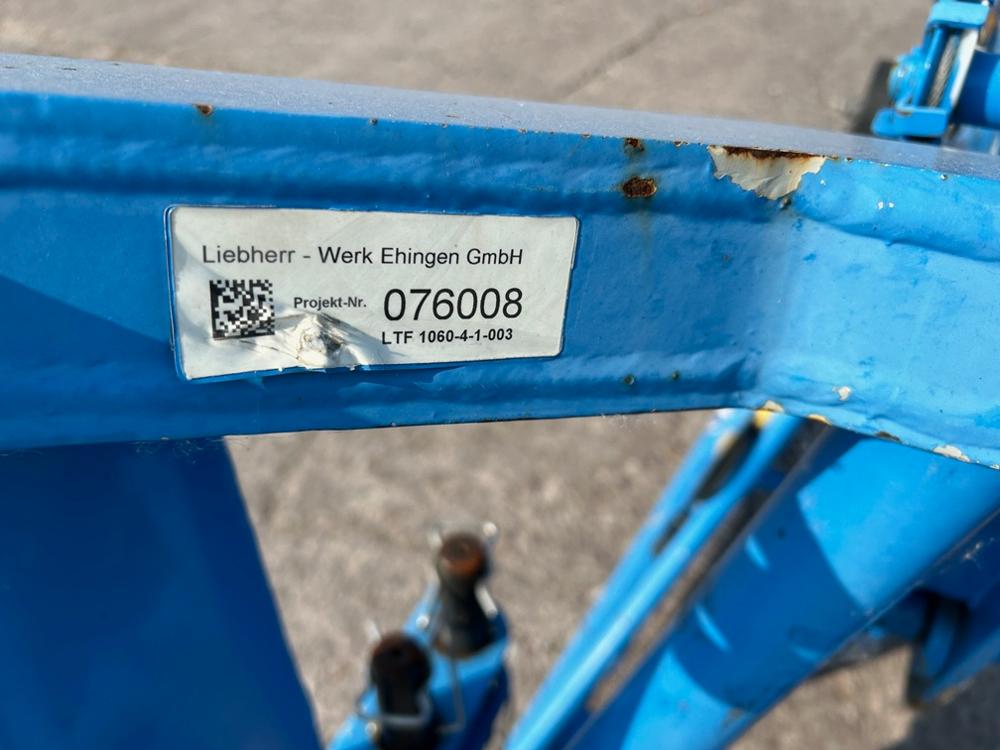 Liebherr - Werk Ehingen GmbH
Projekt-Nr. 076008
LTF 1060-4-1-003